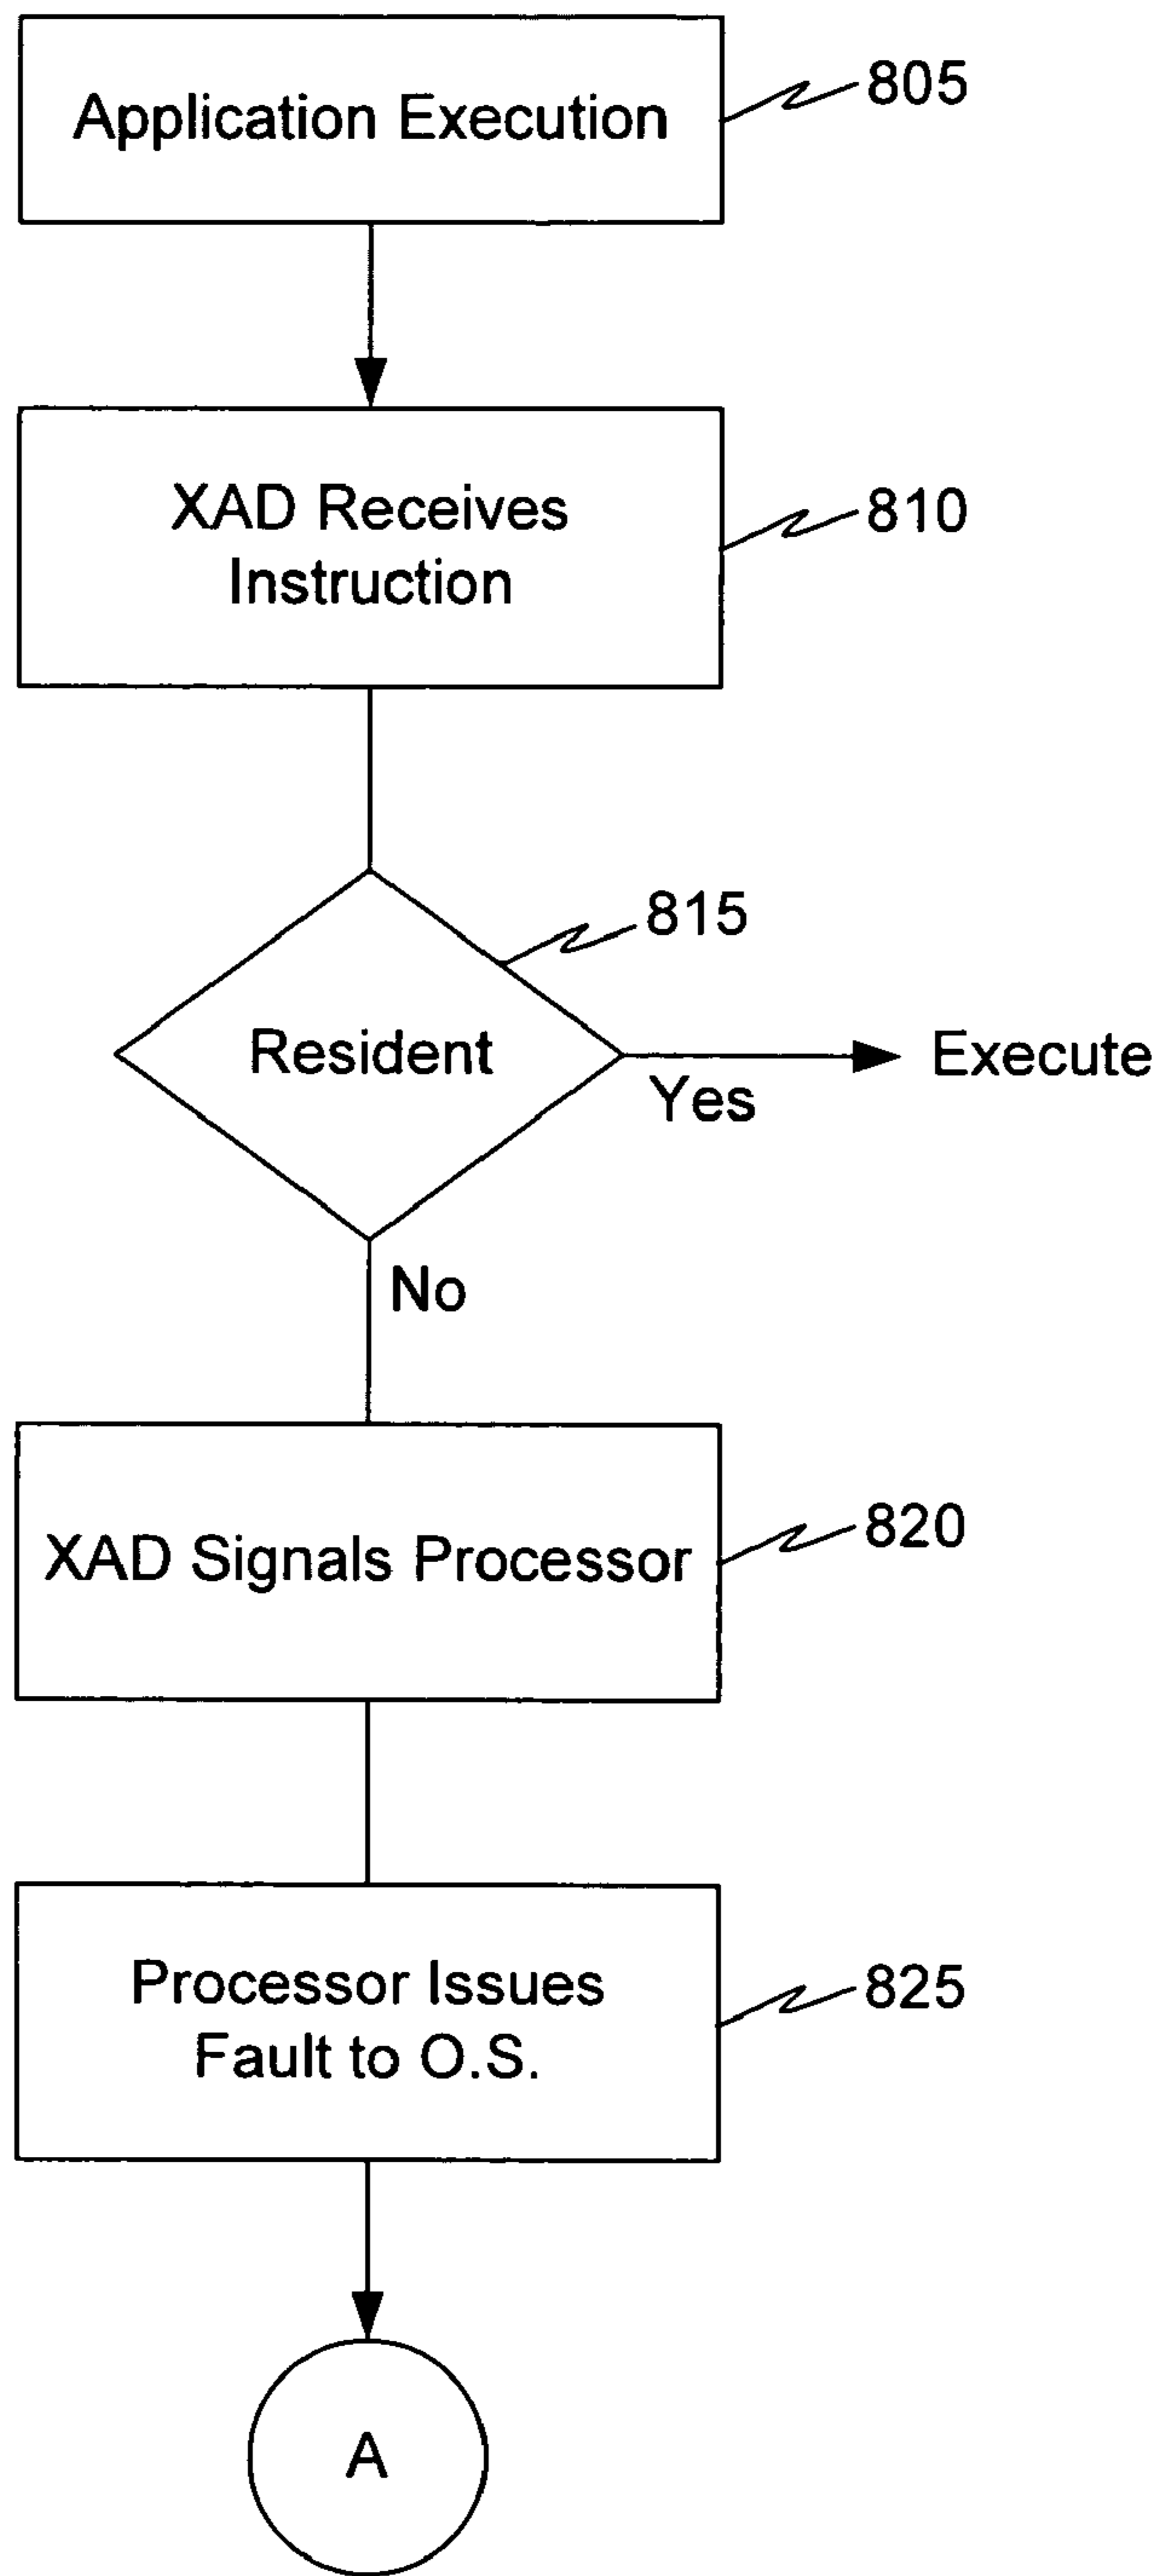 Application Execution
805
XAD Receives
Instruction
810
815
Resident
Yes
Execute
No
XAD Signals Processor
820
Processor Issues
Fault to O.S.
825
A